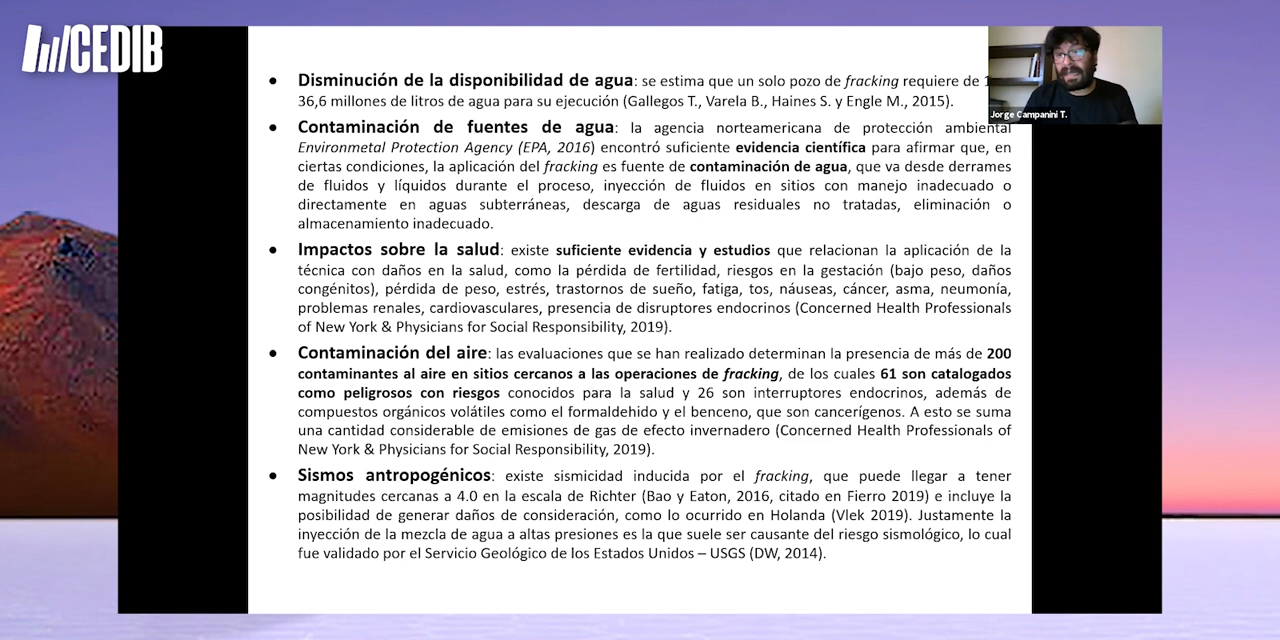 CEDIB
Disminución de la disponibilidad de agua: se estima que un solo pozo de fracking requiere de
36,6 millones de litros de agua para su ejecución (Gallegos T., Varela B., Haines S. y Engle M., 2015).
Jorge Campanini T.
Contaminación de fuentes de agua: la agencia norteamericana de protección ambiental
Environmetal Protection Agency (EPA, 2016) encontró suficiente evidencia científica para afirmar que, en
ciertas condiciones, la aplicación del fracking es fuente de contaminación de agua, que va desde derrames
de fluidos y líquidos durante el proceso, inyección de fluidos en sitios con manejo inadecuado o
directamente en aguas subterráneas, descarga de aguas residuales no tratadas, eliminación o
almacenamiento inadecuado.
Impactos sobre la salud: existe suficiente evidencia y estudios que relacionan la aplicación de la
técnica con daños en la salud, como la pérdida de fertilidad, riesgos en la gestación (bajo peso, daños
congénitos), pérdida de peso, estrés, trastornos de sueño, fatiga, tos, náuseas, cáncer, asma, neumonía,
problemas renales, cardiovasculares, presencia de disruptores endocrinos (Concerned Health Professionals
of New York & Physicians for Social Responsibility, 2019).
Contaminación del aire: las evaluaciones que se han realizado determinan la presencia de más de 200
contaminantes al aire en sitios cercanos a las operaciones de fracking, de los cuales 61 son catalogados
como peligrosos con riesgos conocidos para la salud y 26 son interruptores endocrinos, además de
compuestos orgánicos volátiles como el formaldehido y el benceno, que son cancerígenos. A esto se suma
una cantidad considerable de emisiones de gas de efecto invernadero (Concerned Health Professionals of
New York & Physicians for Social Responsibility, 2019).
Sismos antropogénicos: existe sismicidad inducida por el fracking, que puede llegar a tener
magnitudes cercanas a 4.0 en la escala de Richter (Bao y Eaton, 2016, citado en Fierro 2019) e incluye la
posibilidad de generar daños de consideración, como lo ocurrido en Holanda (Vlek 2019). Justamente la
inyección de la mezcla de agua a altas presiones es la que suele ser causante del riesgo sismológico, lo cual
fue validado por el Servicio Geológico de los Estados Unidos – USGS (DW, 2014).